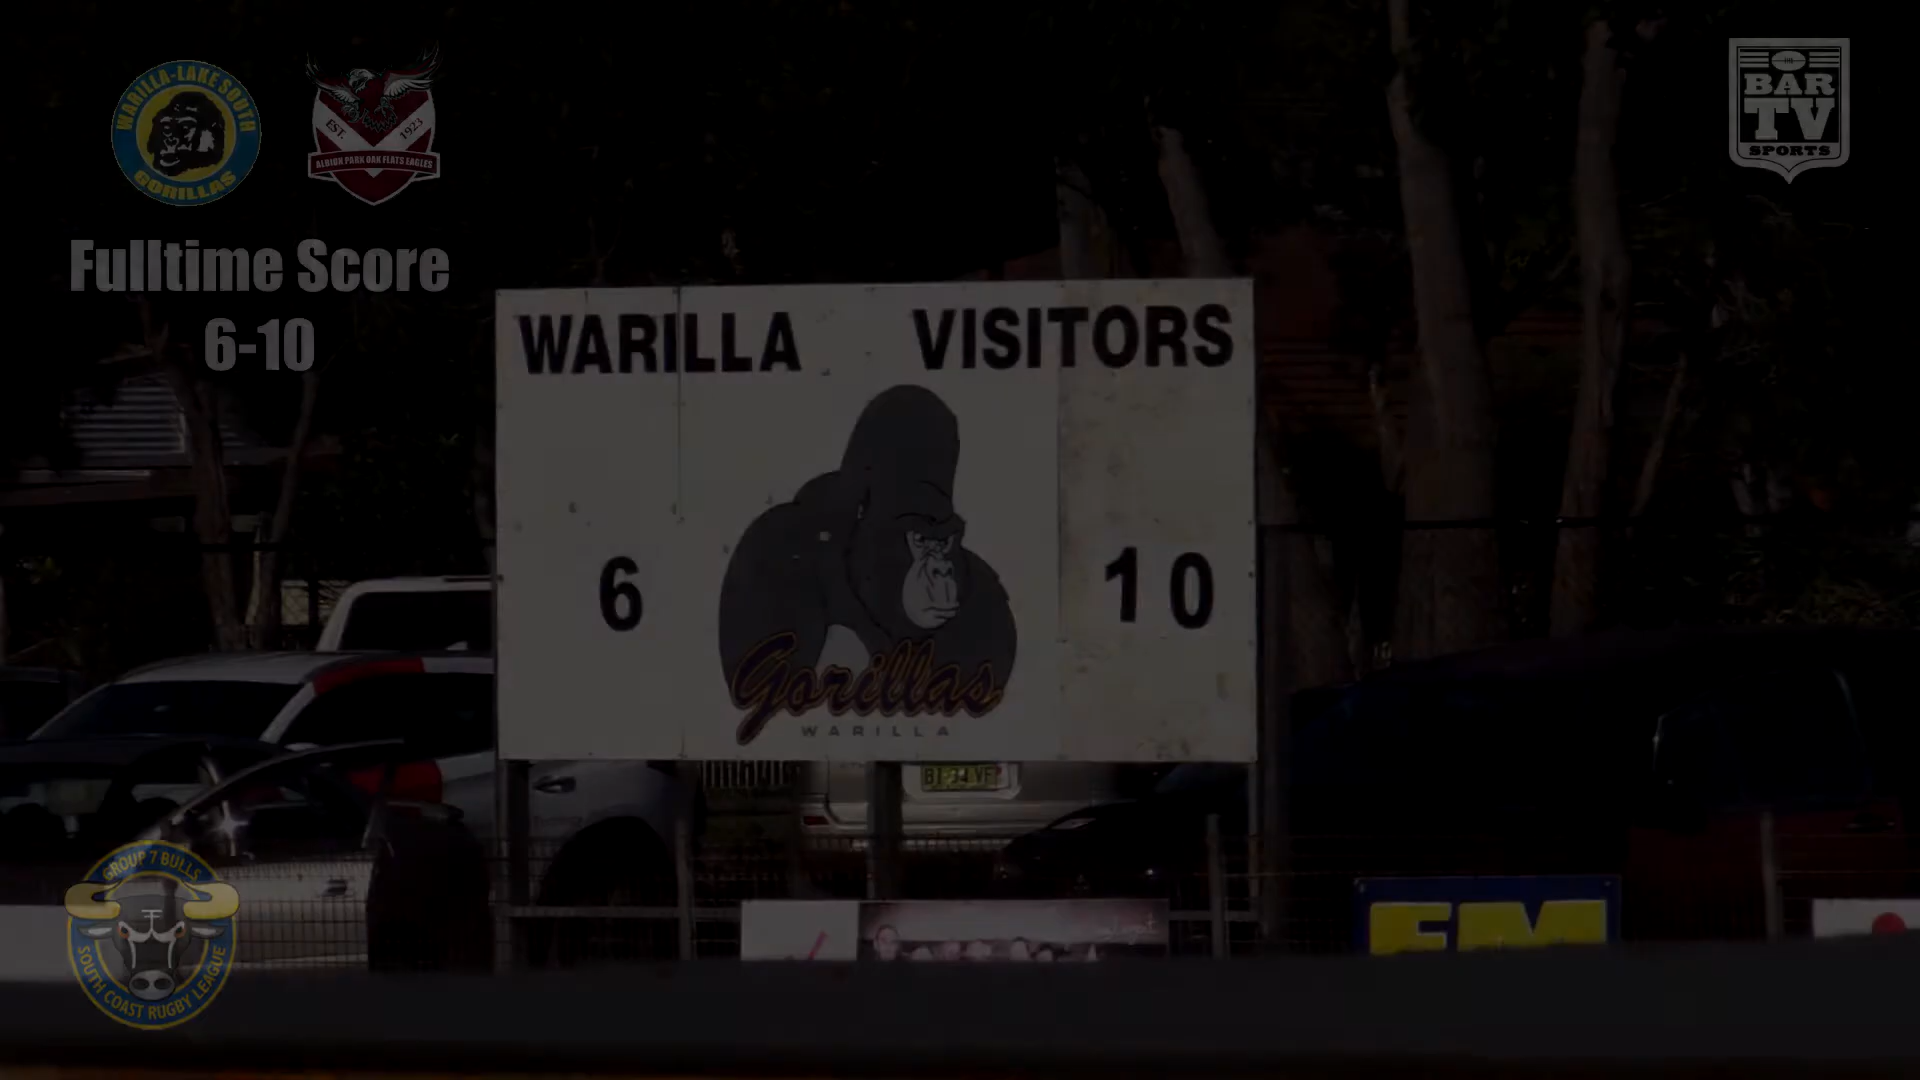 WARILLA-LAKE SOUTH
GORILLAS
EST. 1923
ALBION PARK OAK FLATS EAGLES
THE
BAR
TV
SPORTS
Fulltime Score
6-10
WARILLA VISITORS
6 10
Gorillas
WARILLA
GROUP 7 BULLS
SOUTH COAST RUGBY LEAGUE